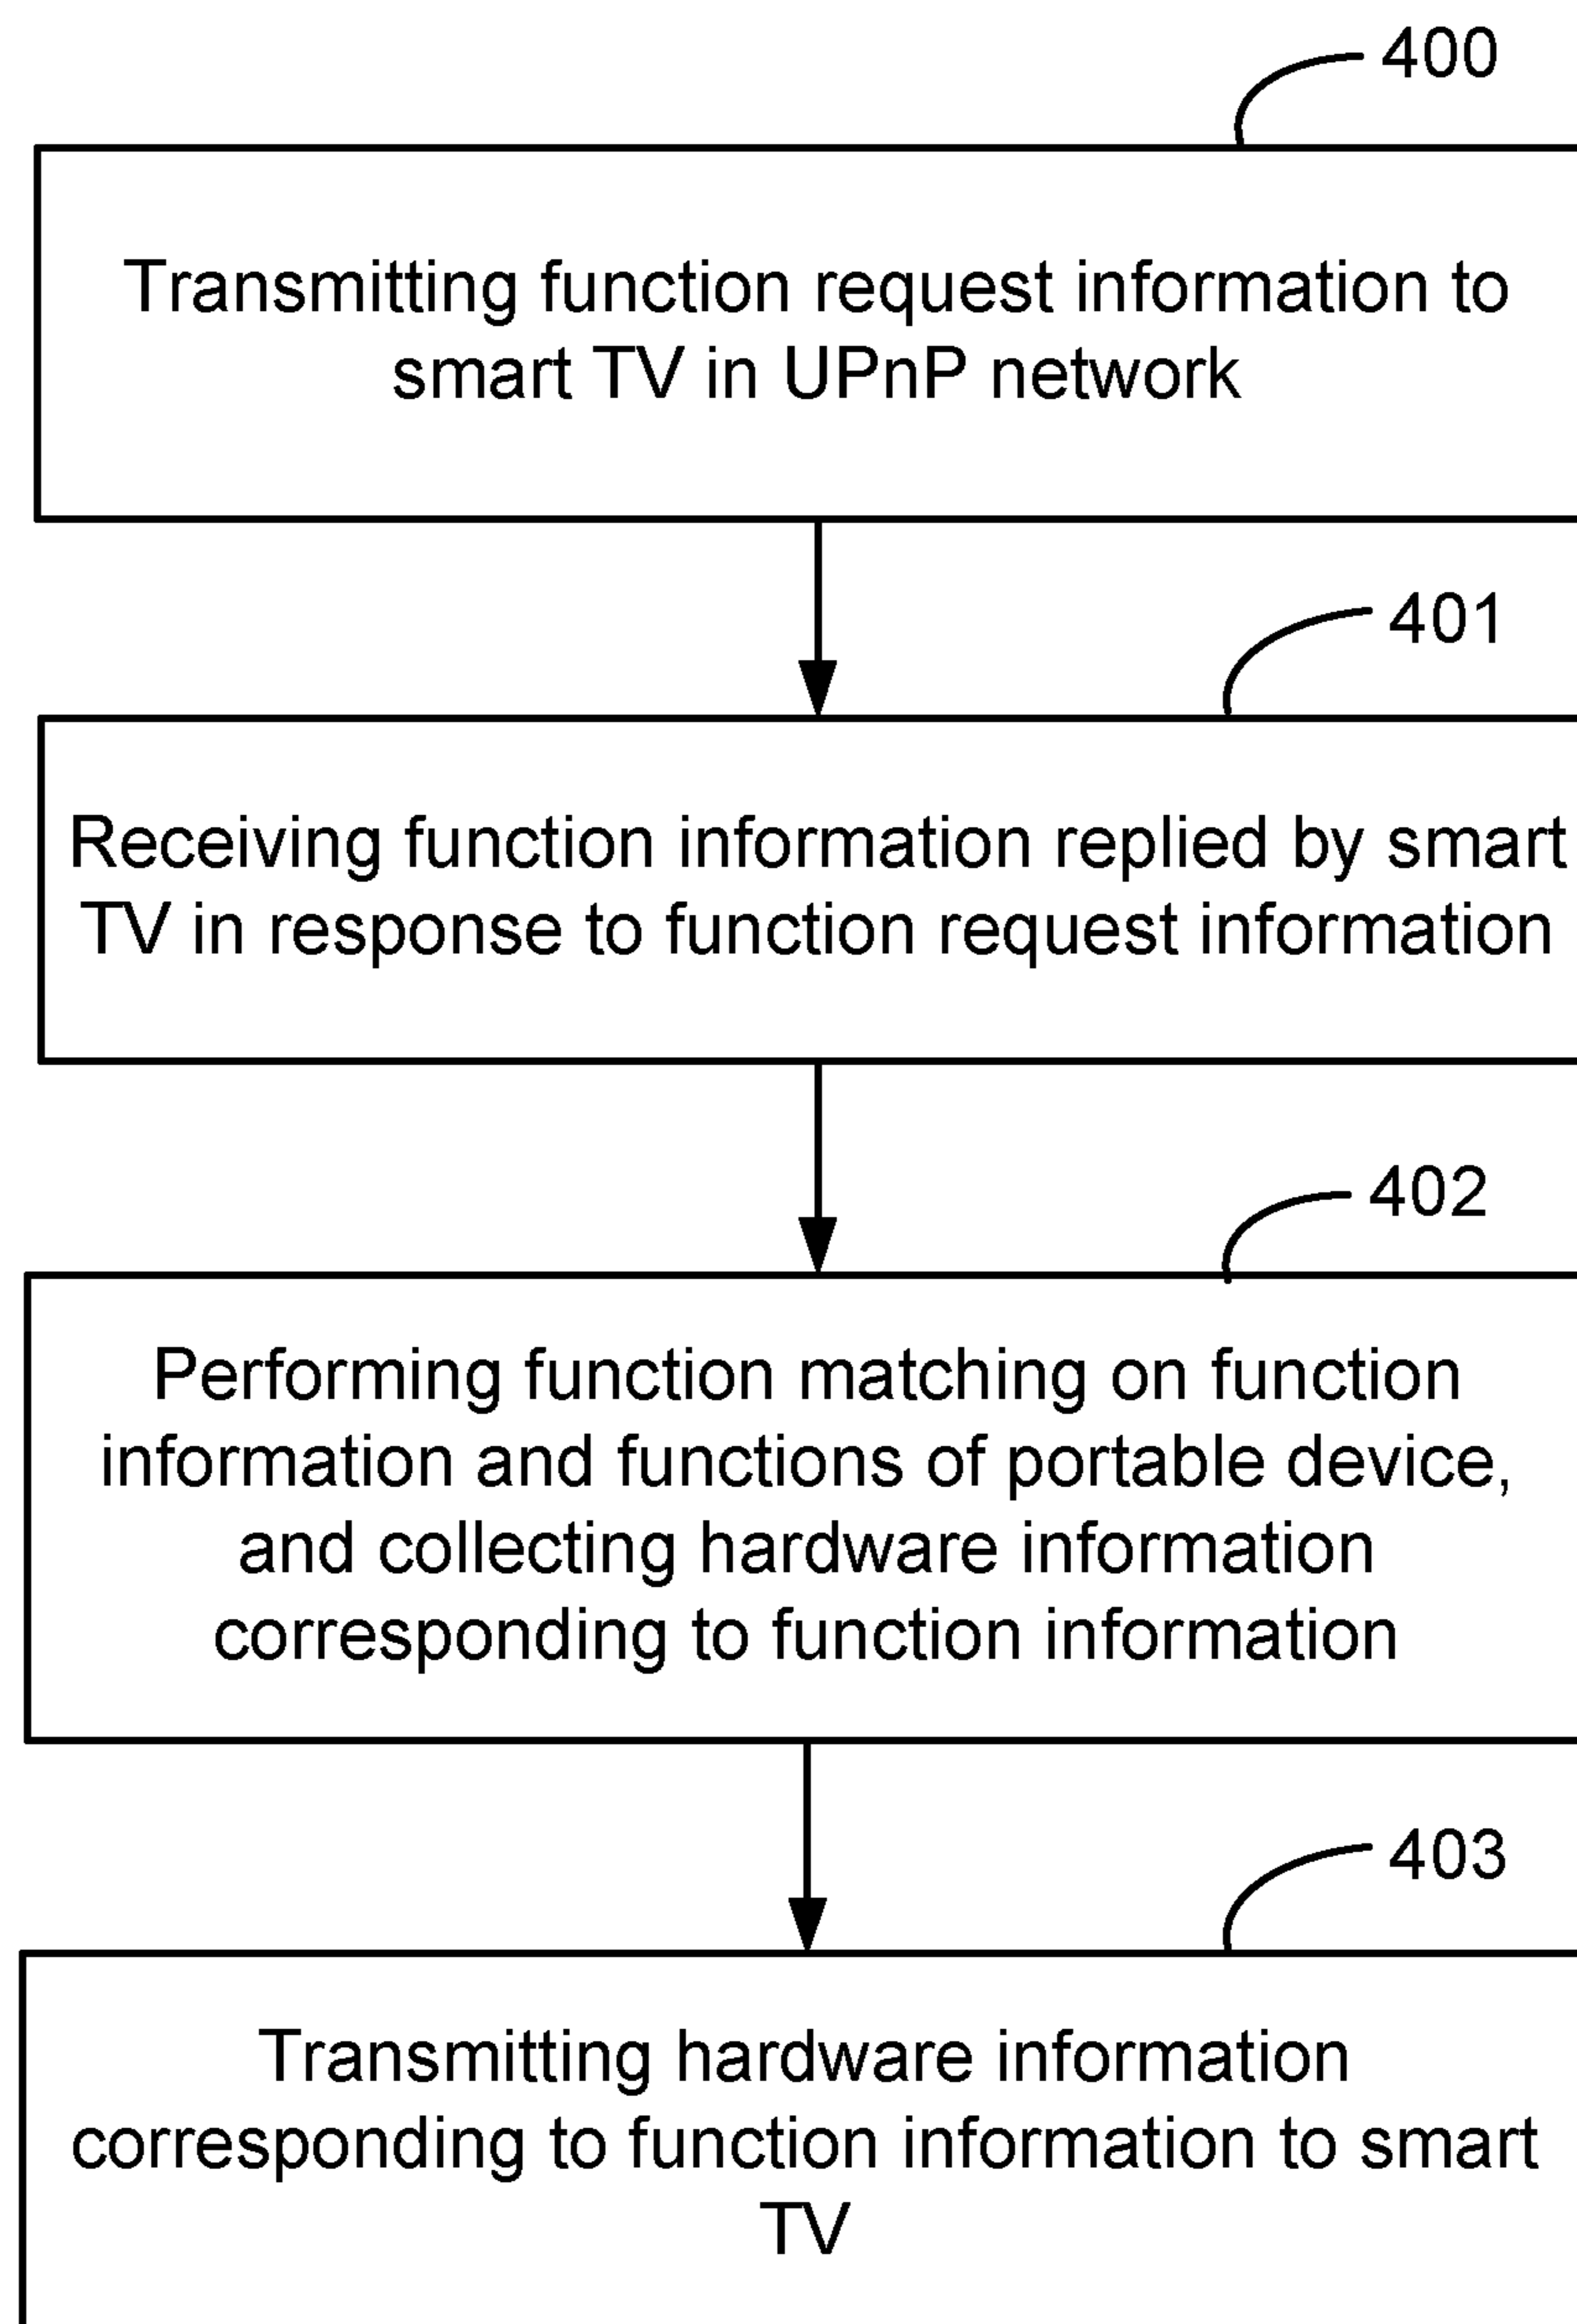 400
Transmitting function request information to
smart TV in UPnP network
401
Receiving function information replied by smart
TV in response to function request information
402
Performing function matching on function
information and functions of portable device,
and collecting hardware information
corresponding to function information
403
Transmitting hardware information
corresponding to function information to smart
TV